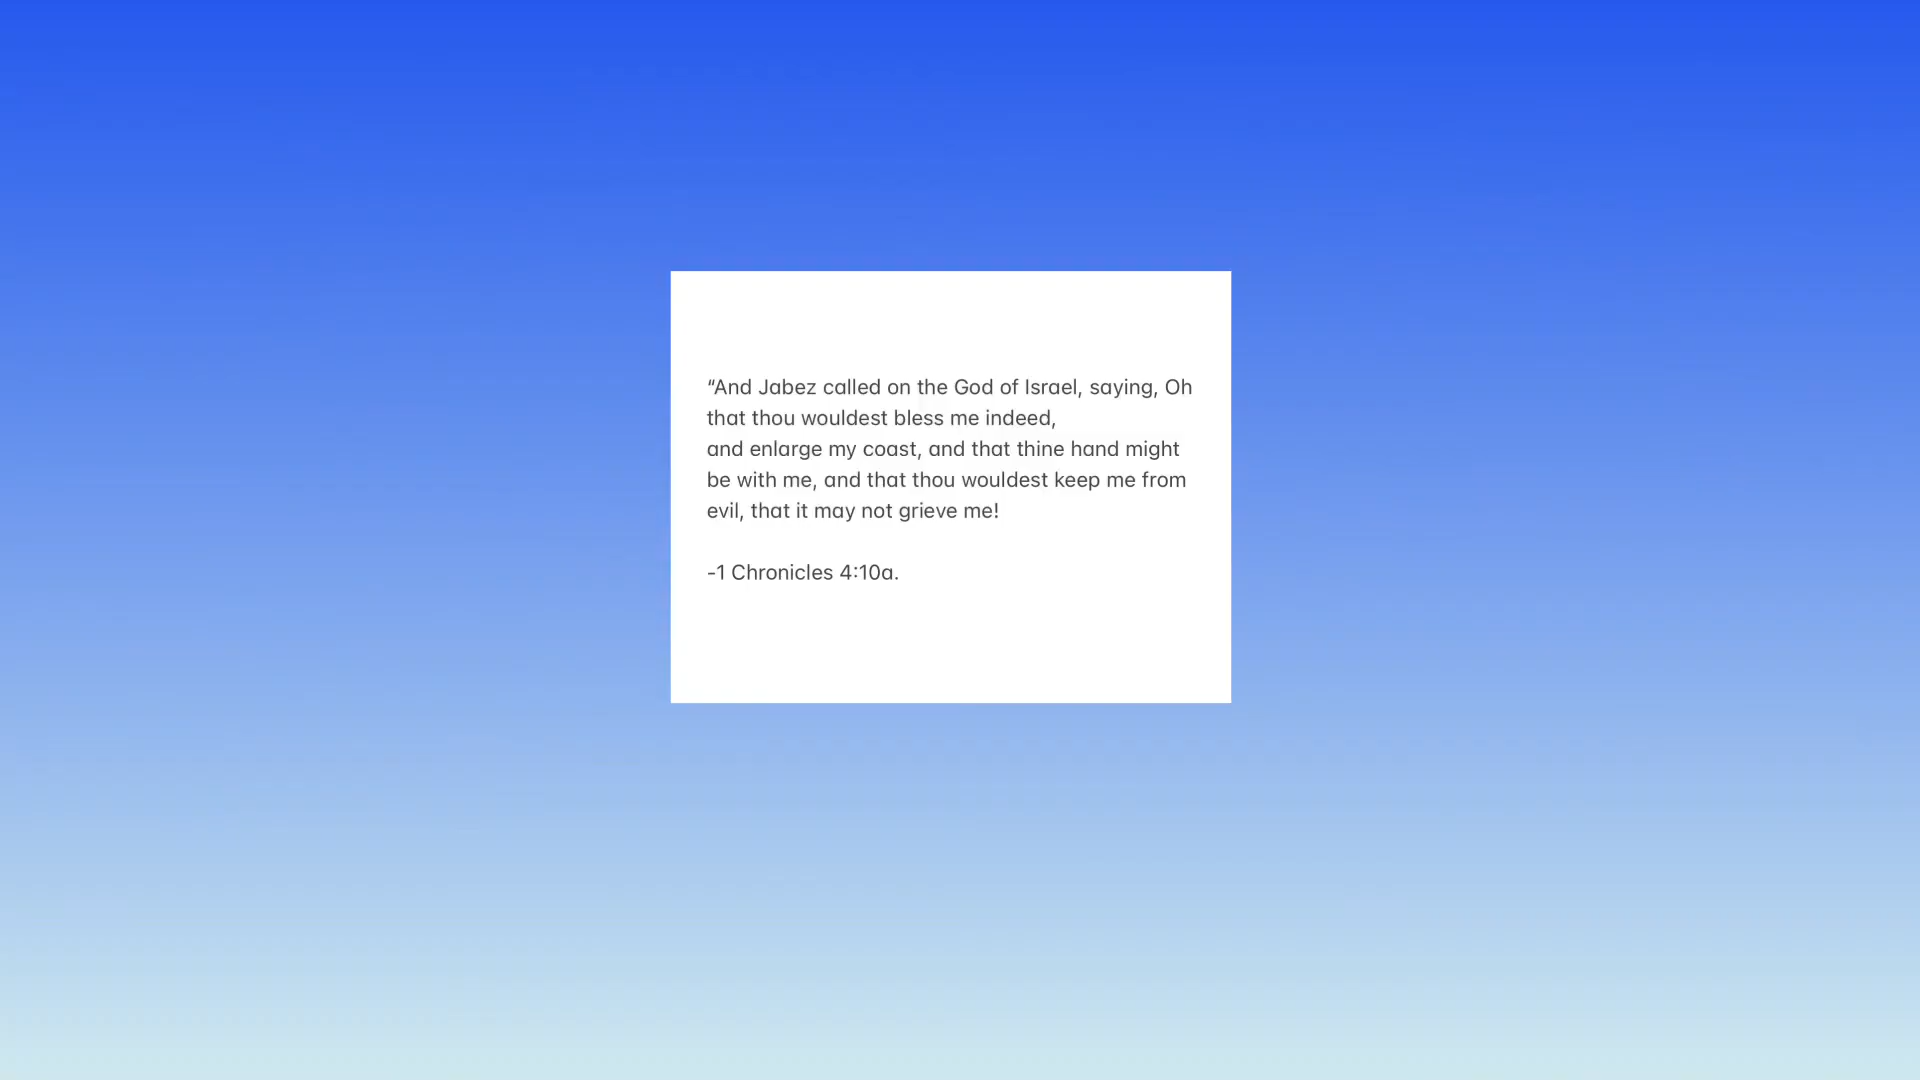 “And Jabez called on the God of Israel, saying, Oh
that thou wouldest bless me indeed,
and enlarge my coast, and that thine hand might
be with me, and that thou wouldest keep me from
evil, that it may not grieve me!
-1 Chronicles 4:10a.